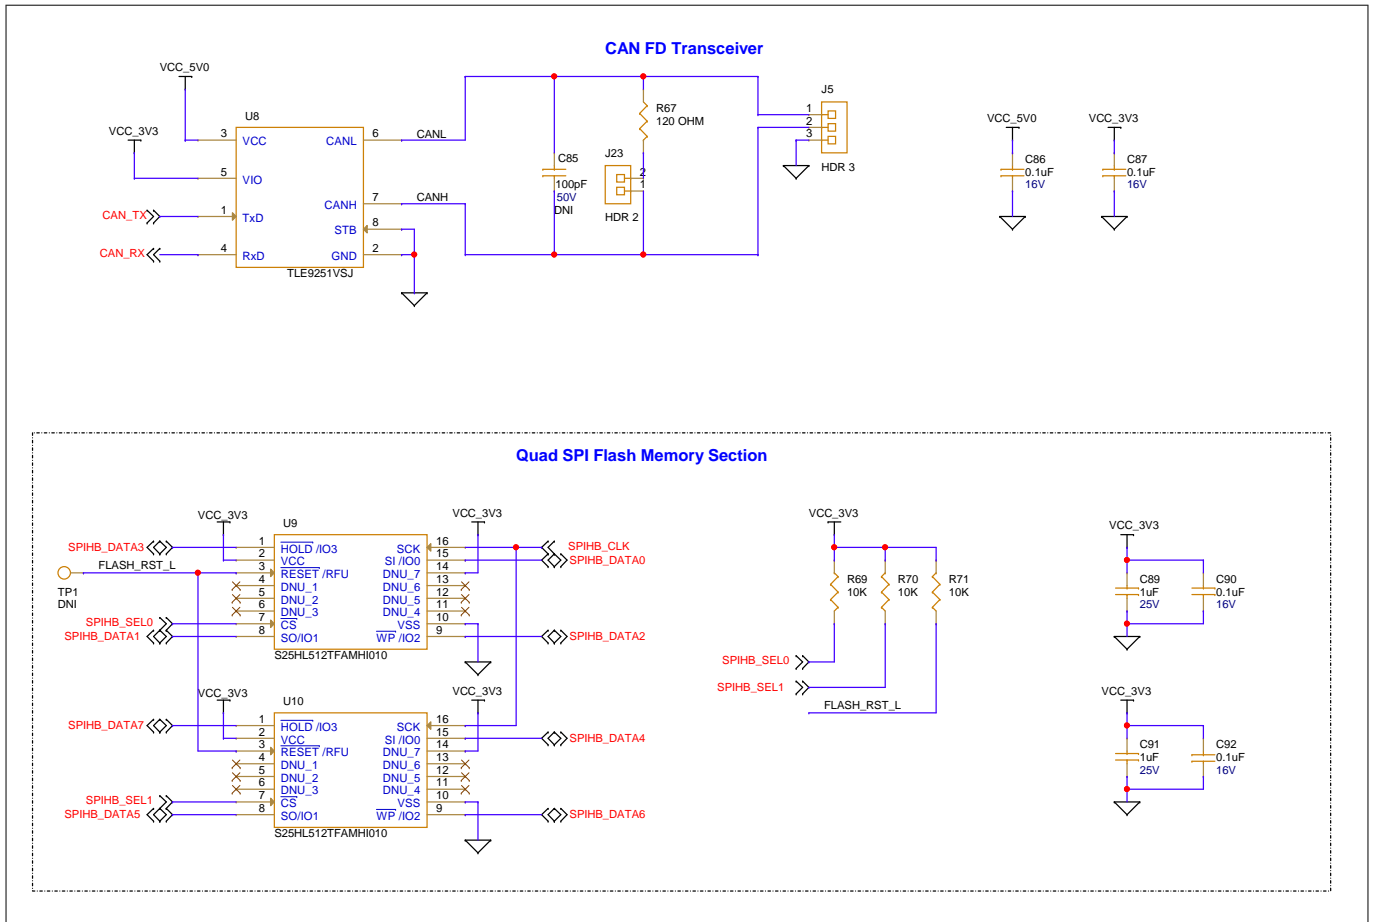 CAN FD Transceiver
VCC_5V0
VCC_3V3
U8
3 VCC
5 VIO
CAN_TX 1 TxD
CAN_RX 4 RxD
CANL 6 CANL
CANH 7 CANH
STB 8
GND 2
TLE9251VSJ
C85
100pF
50V
DNI
R67
120 OHM
J23
2
1
HDR 2
J5
1
2
3
HDR 3
VCC_5V0
C86
0.1uF
16V
VCC_3V3
C87
0.1uF
16V
Quad SPI Flash Memory Section
VCC_3V3
U9
VCC_3V3
SPIHB_DATA3 1 HOLD /IO3
2 VCC
FLASH_RST_L 3 RESET /RFU
TP1
DNI
4 DNU_1
5 DNU_2
6 DNU_3
SPIHB_SEL0 7 CS
SPIHB_DATA1 8 SO/IO1
SCK 16 SPIHB_CLK
SI /IO0 15 SPIHB_DATA0
DNU_7 14
DNU_6 13
DNU_5 12
DNU_4 11
VSS 10
WP /IO2 9 SPIHB_DATA2
S25HL512TFAMHI010
VCC_3V3
U10
VCC_3V3
SPIHB_DATA7 1 HOLD /IO3
2 VCC
3 RESET /RFU
4 DNU_1
5 DNU_2
6 DNU_3
SPIHB_SEL1 7 CS
SPIHB_DATA5 8 SO/IO1
SCK 16
SI /IO0 15 SPIHB_DATA4
DNU_7 14
DNU_6 13
DNU_5 12
DNU_4 11
VSS 10
WP /IO2 9 SPIHB_DATA6
S25HL512TFAMHI010
VCC_3V3
R69
10K
R70
10K
R71
10K
SPIHB_SEL0
SPIHB_SEL1
FLASH_RST_L
VCC_3V3
C89
1uF
25V
C90
0.1uF
16V
VCC_3V3
C91
1uF
25V
C92
0.1uF
16V